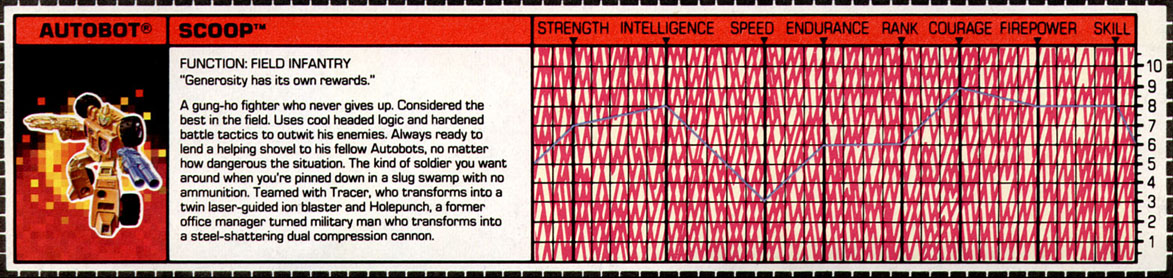 AUTOBOT®
SCOOP™
STRENGTH INTELLIGENCE SPEED ENDURANCE RANK COURAGE FIREPOWER SKILL
FUNCTION: FIELD INFANTRY
"Generosity has its own rewards."
A gung-ho fighter who never gives up. Considered the
best in the field. Uses cool headed logic and hardened
battle tactics to outwit his enemies. Always ready to
lend a helping shovel to his fellow Autobots, no matter
how dangerous the situation. The kind of soldier you want
around when you're pinned down in a slug swamp with no
ammunition. Teamed with Tracer, who transforms into a
twin laser-guided ion blaster and Holepunch, a former
office manager turned military man who transforms into
a steel-shattering dual compression cannon.
10
9
8
7
6
5
4
3
2
1